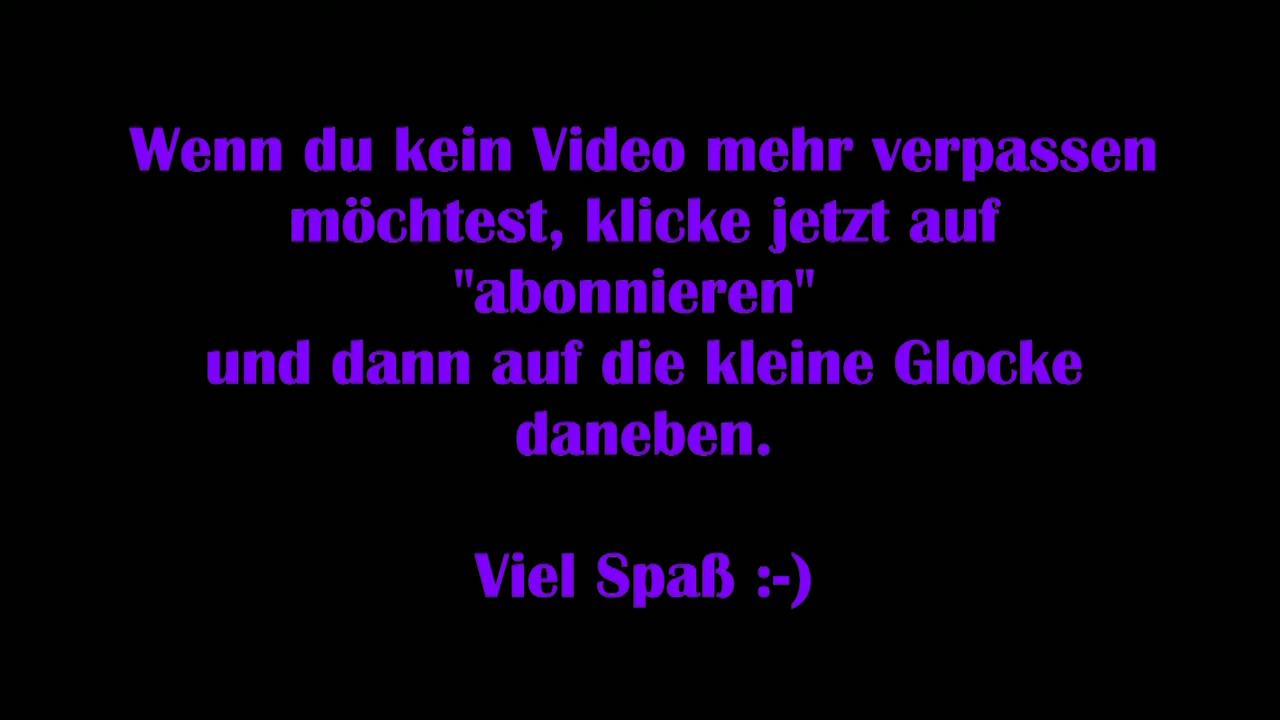 Wenn du kein Video mehr verpassen
möchtest, klicke jetzt auf
"abonnieren"
und dann auf die kleine Glocke
daneben.
Viel Spaß :-)